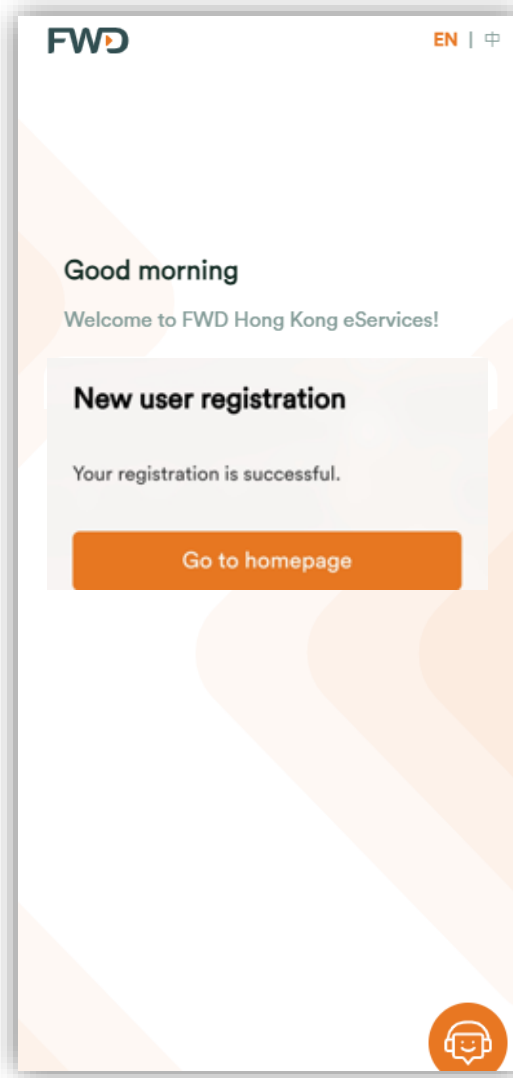 FWD
EN | 中
Good morning
Welcome to FWD Hong Kong eServices!
New user registration
Your registration is successful.
Go to homepage